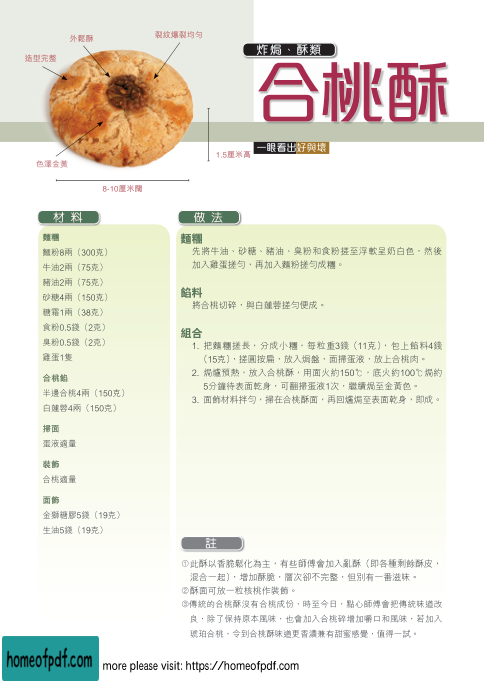 外鬆酥
裂紋爆裂均勻
造型完整
色澤金黃
1.5厘米高
8-10厘米闊
炸焗、酥類
合桃酥
一眼看出好與壞
材料
麵糰
麵粉8兩（300克）
牛油2兩（75克）
豬油2兩（75克）
砂糖4兩（150克）
糖霜1兩（38克）
食粉0.5錢（2克）
臭粉0.5錢（2克）
雞蛋1隻
合桃餡
半邊合桃4兩（150克）
白蓮蓉4兩（150克）
掃面
蛋液適量
裝飾
合桃適量
面飾
金獅糖膠5錢（19克）
生油5錢（19克）
做法
麵糰
先將牛油、砂糖、豬油、臭粉和食粉搓至浮軟呈奶白色，然後
加入雞蛋搓勻，再加入麵粉搓勻成糰。
餡料
將合桃切碎，與白蓮蓉搓勻便成。
組合
1. 把麵糰搓長、分成小糰，每粒重3錢（11克），包上餡料4錢
（15克），搓圓按扁，放入焗盤，面掃蛋液，放上合桃肉。
2. 焗爐預熱，放入合桃酥，用面火約150℃，底火約100℃焗約
5分鐘待表面乾身，可翻掃蛋液1次，繼續焗至金黃色。
3. 面飾材料拌勻，掃在合桃酥面，再回爐焗至表面乾身，即成。
註
①此酥以香脆鬆化為主，有些師傅會加入亂酥（即各種剩餘酥皮，
混合一起），增加酥脆，層次卻不完整，但別有一番滋味。
②酥面可放一粒核桃作裝飾。
③傳統的合桃酥沒有合桃成份，時至今日，點心師傅會把傳統味道改
良，除了保持原本風味，也會加入合桃碎增加嚼口和風味，若加入
琥珀合桃，令到合桃酥味道更香濃兼有甜蜜感覺，值得一試。
homeofpdf.com
more please visit: https://homeofpdf.com